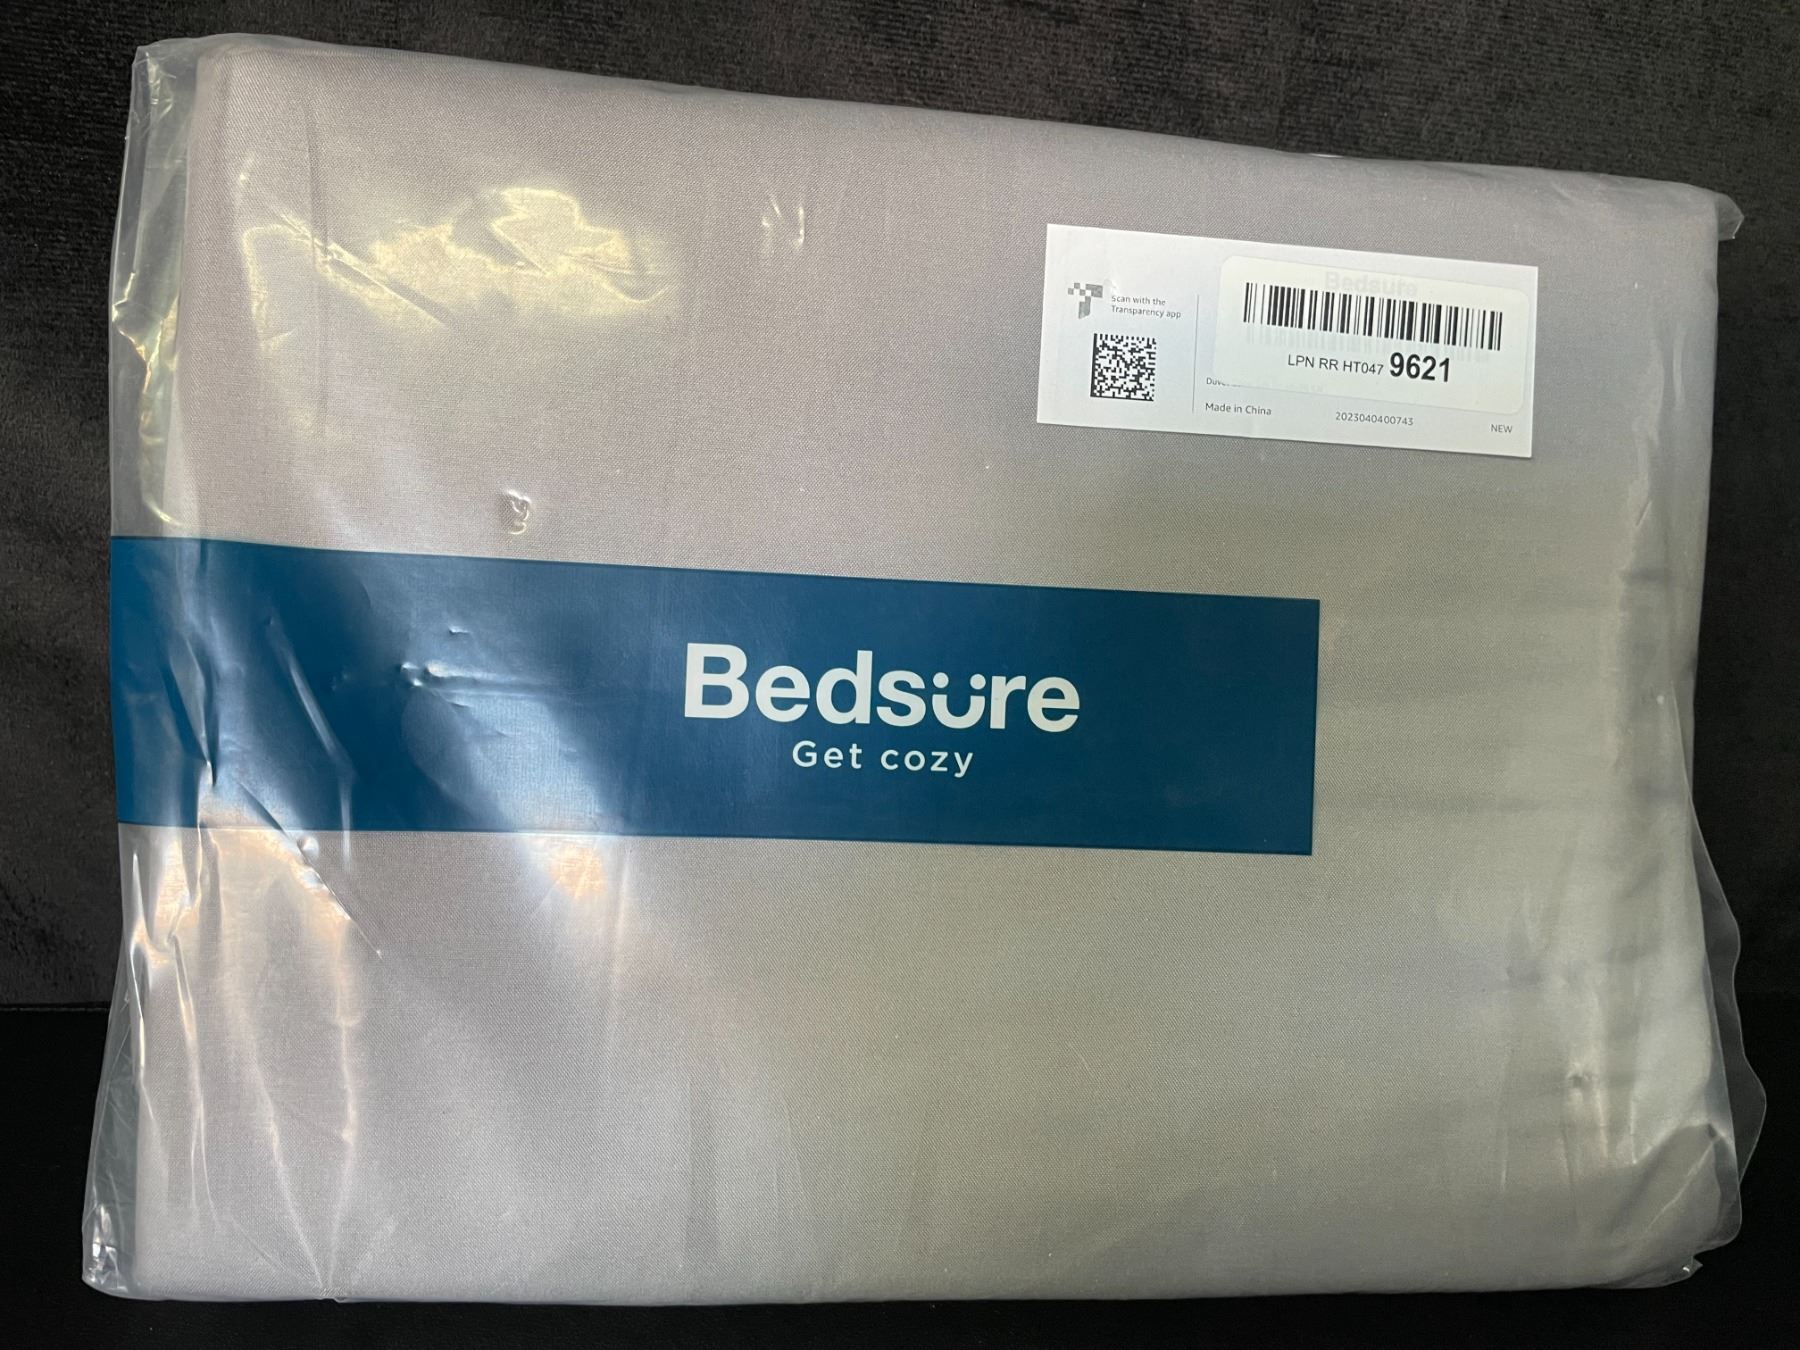 Bedsure
Scan with the
Transparency app
LPN RR HT047 9621
Made in China
2023040400743
NEW
Bedsure
Get cozy